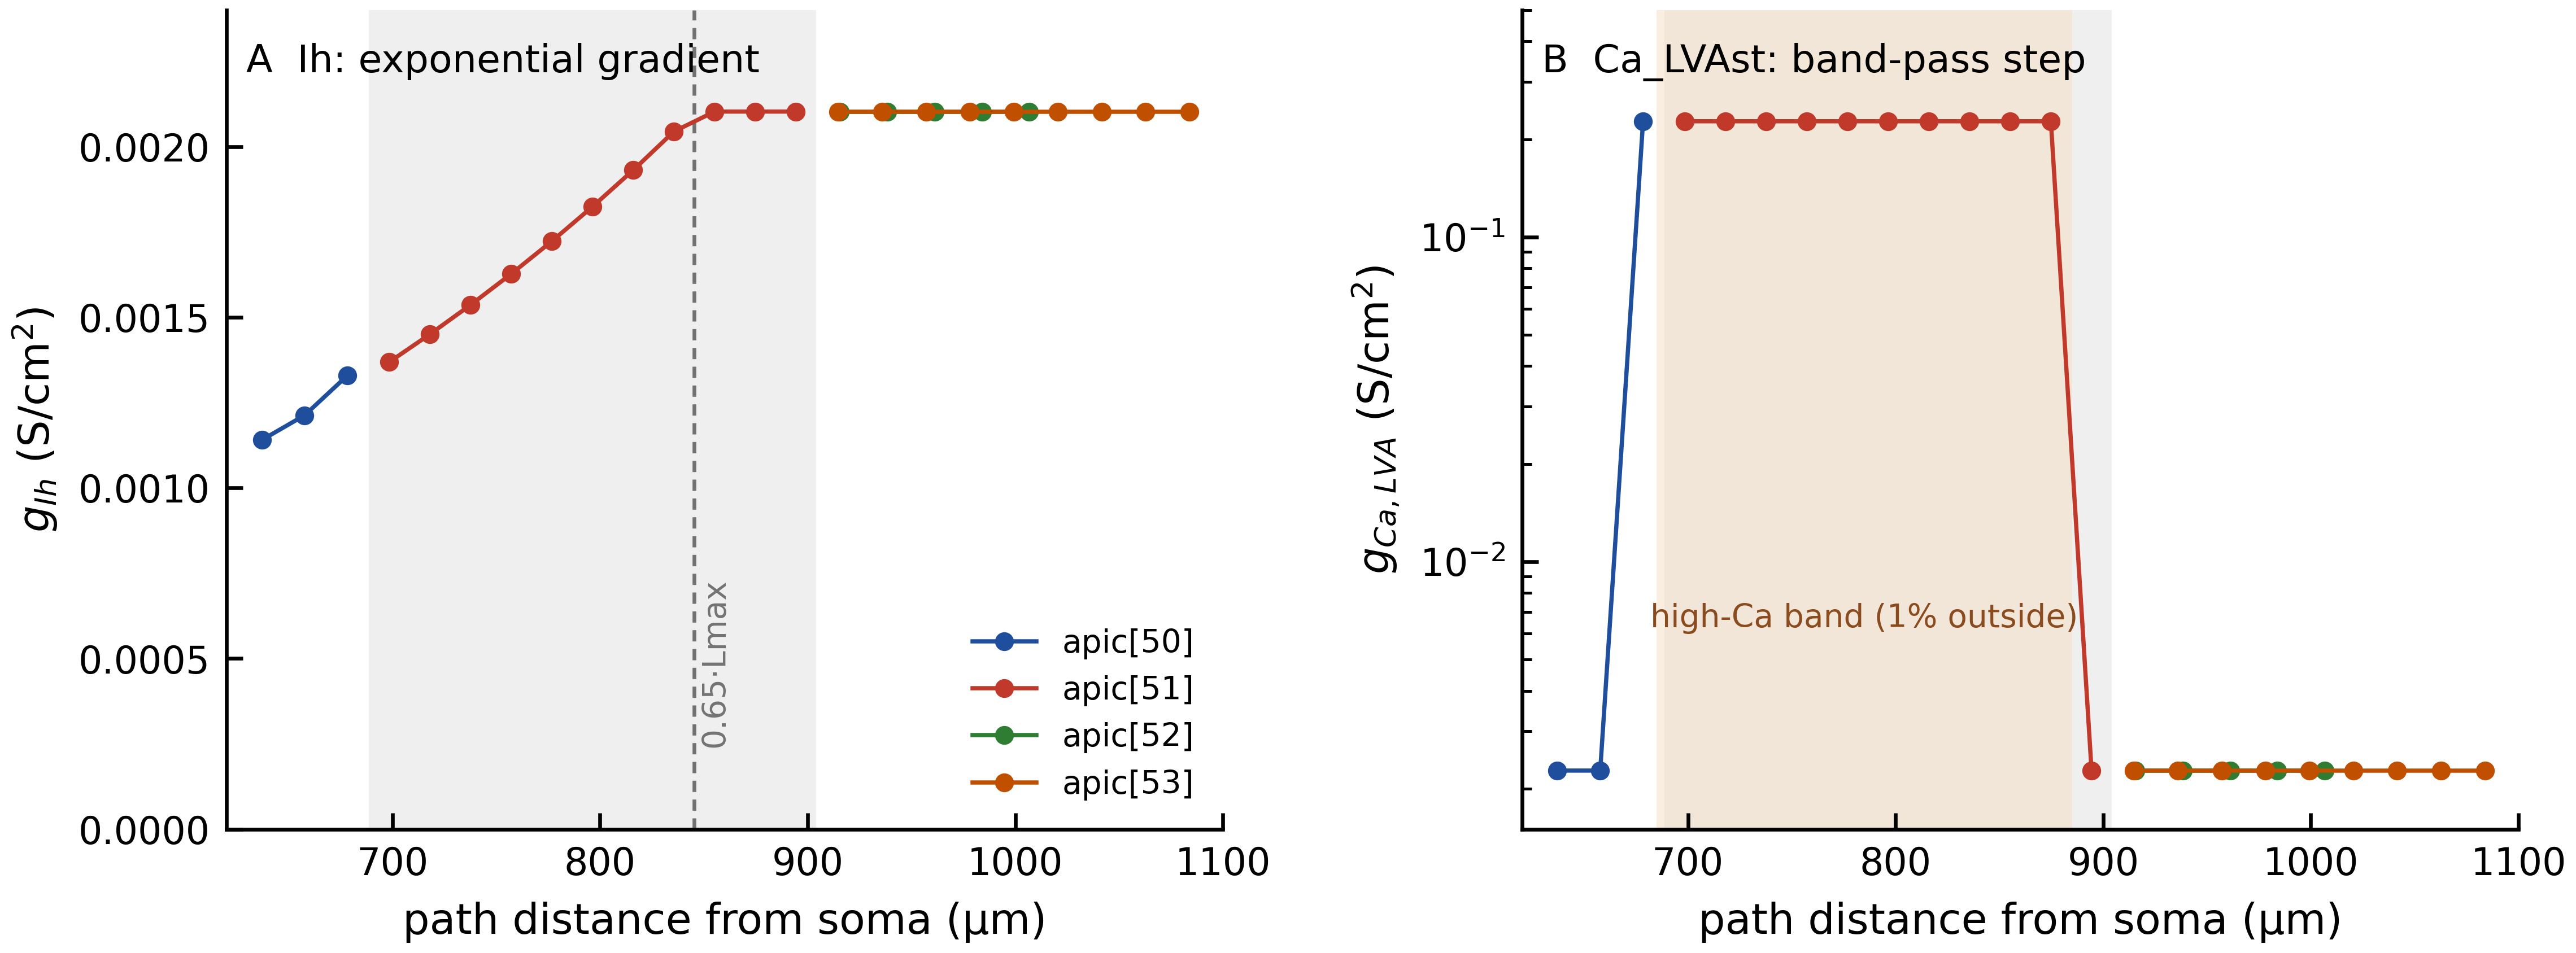 A  Ih: exponential gradient
g_Ih (S/cm²)
0.0020
0.0015
0.0010
0.0005
0.0000
0.65·Lmax
apic[50]
apic[51]
apic[52]
apic[53]
700 800 900 1000 1100
path distance from soma (μm)
B  Ca_LVAst: band-pass step
g_Ca,LVA (S/cm²)
10⁻¹
10⁻²
high-Ca band (1% outside)
700 800 900 1000 1100
path distance from soma (μm)